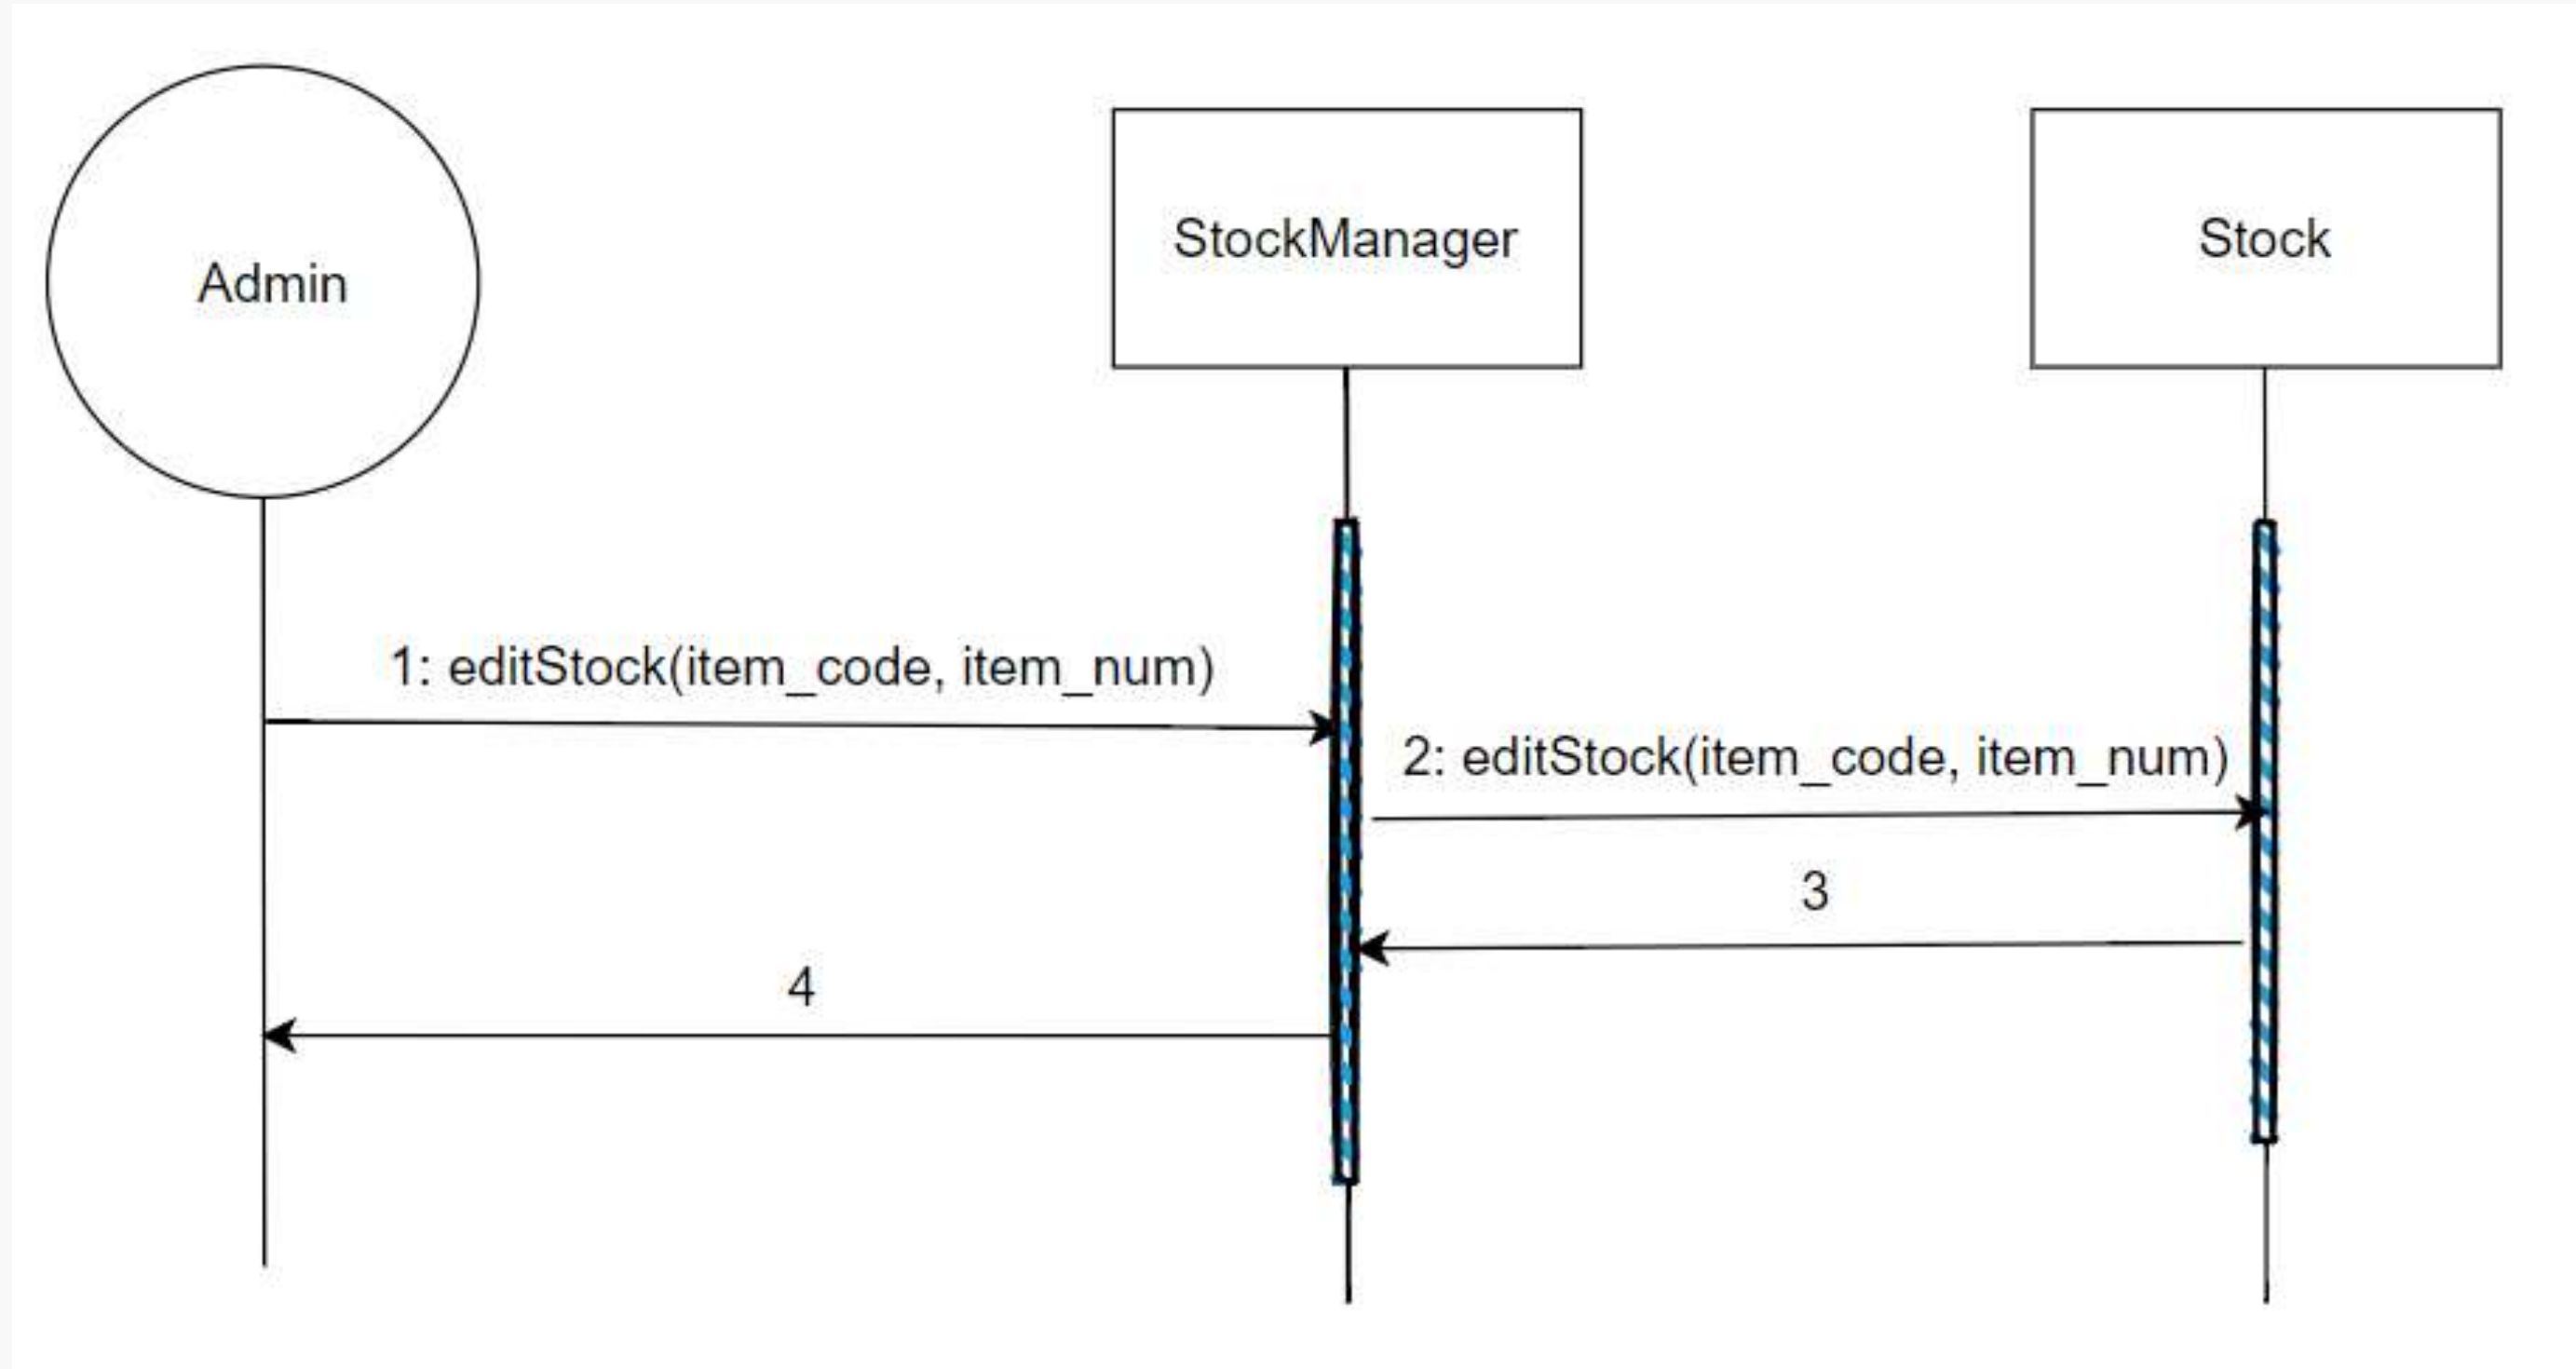 Admin
StockManager
Stock
1: editStock(item_code, item_num)
2: editStock(item_code, item_num)
3
4